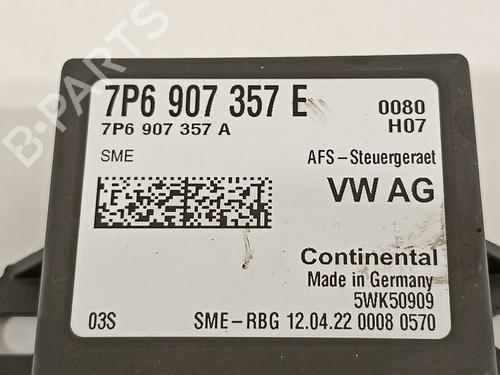 7P6 907 357 E 0080
7P6 907 357 A H07
SME AFS-Steuergeraet
VW AG
Continental
Made in Germany
5WK50909
03S SME-RBG 12.04.22 0008 0570
B-PARTS